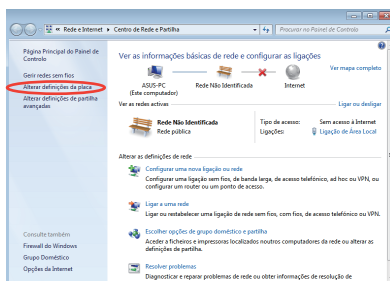 Rede e Internet
Centro de Rede e Partilha
Procurar no Painel de Controlo
Página Principal do Painel de
Controlo
Gerir redes sem fios
Alterar definições da placa
Alterar definições de partilha
avançadas
Consulte também
Firewall do Windows
Grupo Doméstico
Opções da Internet
Ver as informações básicas de rede e configurar as ligações
Ver mapa completo
ASUS-PC
(Este computador)
Rede Não Identificada
Internet
Ver as redes activas
Ligar ou desligar
Rede Não Identificada
Rede pública
Tipo de acesso:
Sem acesso à Internet
Ligações:
Ligação de Área Local
Alterar as definições de rede
Configurar uma nova ligação ou rede
Configurar uma ligação sem fios, de banda larga, de acesso telefónico, ad hoc ou VPN, ou
configurar um router ou um ponto de acesso.
Ligar a uma rede
Ligar ou restabelecer uma ligação de rede sem fios, com fios, de acesso telefónico ou VPN.
Escolher opções de grupo doméstico e partilha
Aceder a ficheiros e impressoras localizados noutros computadores da rede ou alterar as
definições de partilha.
Resolver problemas
Diagnosticar e reparar problemas de rede ou obter informações de resolução de